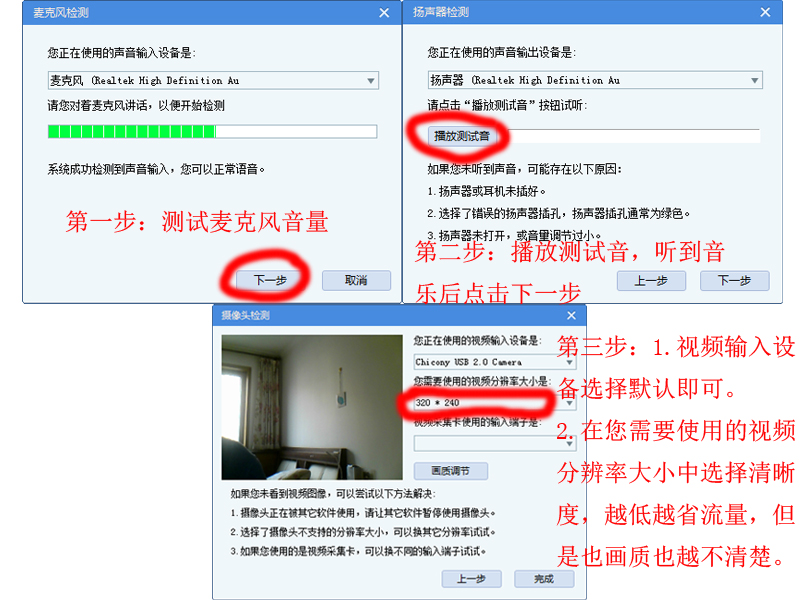 麦克风检测
您正在使用的声音输入设备是:
麦克风 (Realtek High Definition Au
请您对着麦克风讲话，以便开始检测
系统成功检测到声音输入，您可以正常语音。
第一步：测试麦克风音量
下一步
取消
扬声器检测
您正在使用的声音输出设备是:
扬声器 (Realtek High Definition Au
请点击“播放测试音”按钮试听:
播放测试音
如果您未听到声音，可能存在以下原因:
1.扬声器或耳机未插好。
2.选择了错误的扬声器插孔，扬声器插孔通常为绿色。
3.扬声器未打开，或音量调节过小。
第二步：播放测试音，听到音
乐后点击下一步
上一步
下一步
摄像头检测
您正在使用的视频输入设备是:
Chicony USB 2.0 Camera
您需要使用的视频分辨率大小是:
320 * 240
视频采集卡使用的输入端子是:
画质调节
如果您未看到视频图像，可以尝试以下方法解决:
1.摄像头正在被其它软件使用，请让其它软件暂停使用摄像头。
2.选择了摄像头不支持的分辨率大小，可以换其它分辨率试试。
3.如果您使用的是视频采集卡，可以换不同的输入端子试试。
上一步
完成
第三步：1.视频输入设
备选择默认即可。
2.在您需要使用的视频
分辨率大小中选择清晰
度，越低越省流量，但
是也画质也越不清楚。